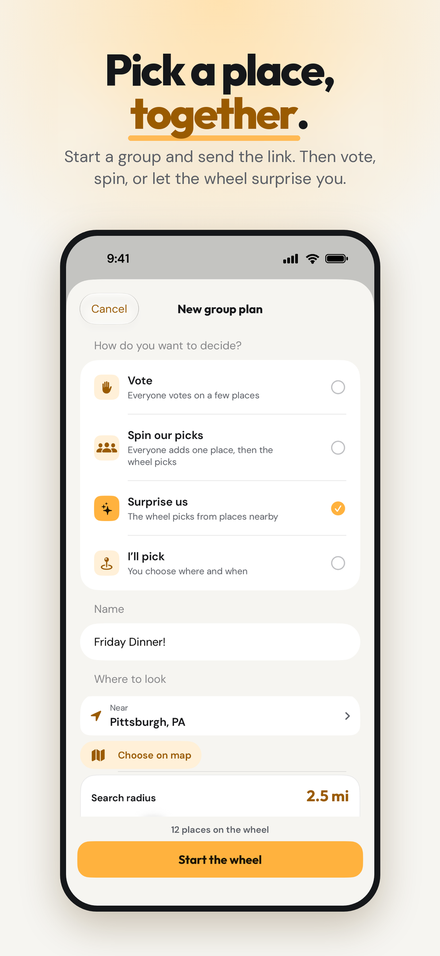 Pick a place,
together.
Start a group and send the link. Then vote,
spin, or let the wheel surprise you.
9:41
Cancel
New group plan
How do you want to decide?
Vote
Everyone votes on a few places
Spin our picks
Everyone adds one place, then the
wheel picks
Surprise us
The wheel picks from places nearby
I'll pick
You choose where and when
Name
Friday Dinner!
Where to look
Near
Pittsburgh, PA
Choose on map
Search radius
2.5 mi
12 places on the wheel
Start the wheel